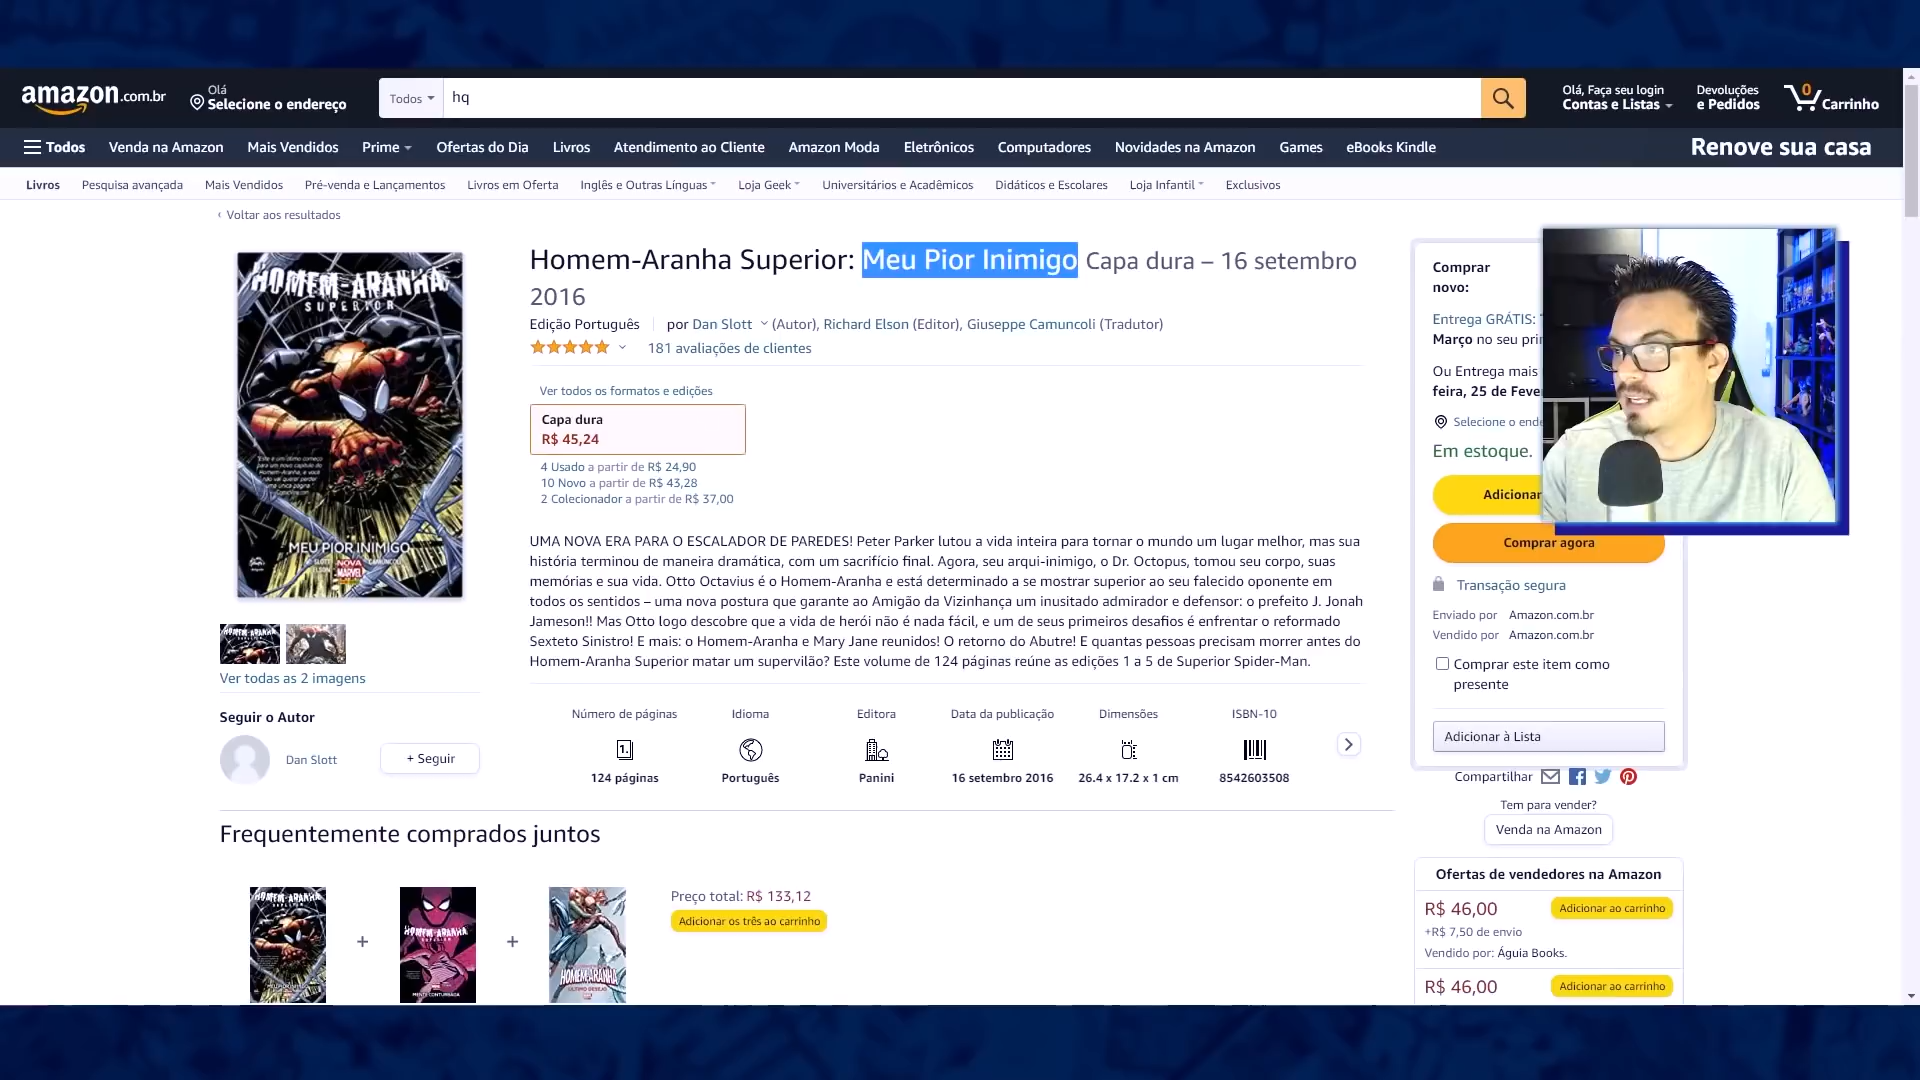 amazon.com.br
Olá
Selecione o endereço
Todos
hq
Olá, Faça seu login
Contas e Listas
Devoluções
e Pedidos
0
Carrinho
Todos
Venda na Amazon
Mais Vendidos
Prime
Ofertas do Dia
Livros
Atendimento ao Cliente
Amazon Moda
Eletrônicos
Computadores
Novidades na Amazon
Games
eBooks Kindle
Renove sua casa
Livros
Pesquisa avançada
Mais Vendidos
Pré-venda e Lançamentos
Livros em Oferta
Inglês e Outras Línguas
Loja Geek
Universitários e Acadêmicos
Didáticos e Escolares
Loja Infantil
Exclusivos
‹ Voltar aos resultados
HOMEM-ARANHA
SUPERIOR
MEU PIOR INIMIGO
NOVA
MARVEL
Ver todas as 2 imagens
Seguir o Autor
Dan Slott
+ Seguir
Homem-Aranha Superior: Meu Pior Inimigo Capa dura – 16 setembro
2016
Edição Português
por Dan Slott (Autor), Richard Elson (Editor), Giuseppe Camuncoli (Tradutor)
181 avaliações de clientes
Ver todos os formatos e edições
Capa dura
R$ 45,24
4 Usado a partir de R$ 24,90
10 Novo a partir de R$ 43,28
2 Colecionador a partir de R$ 37,00
UMA NOVA ERA PARA O ESCALADOR DE PAREDES! Peter Parker lutou a vida inteira para tornar o mundo um lugar melhor, mas sua
história terminou de maneira dramática, com um sacrifício final. Agora, seu arqui-inimigo, o Dr. Octopus, tomou seu corpo, suas
memórias e sua vida. Otto Octavius é o Homem-Aranha e está determinado a se mostrar superior ao seu falecido oponente em
todos os sentidos – uma nova postura que garante ao Amigão da Vizinhança um inusitado admirador e defensor: o prefeito J. Jonah
Jameson!! Mas Otto logo descobre que a vida de herói não é nada fácil, e um de seus primeiros desafios é enfrentar o reformado
Sexteto Sinistro! E mais: o Homem-Aranha e Mary Jane reunidos! O retorno do Abutre! E quantas pessoas precisam morrer antes do
Homem-Aranha Superior matar um supervilão? Este volume de 124 páginas reúne as edições 1 a 5 de Superior Spider-Man.
Número de páginas
124 páginas
Idioma
Português
Editora
Panini
Data da publicação
16 setembro 2016
Dimensões
26.4 x 17.2 x 1 cm
ISBN-10
8542603508
Comprar
novo:
Entrega GRÁTIS:
Março no seu
Ou Entrega mais
feira, 25 de
Selecione o
Em estoque.
Adicionar
Comprar agora
Transação segura
Enviado por Amazon.com.br
Vendido por Amazon.com.br
Comprar este item como
presente
Adicionar à Lista
Compartilhar
Tem para vender?
Venda na Amazon
Ofertas de vendedores na Amazon
R$ 46,00
Adicionar ao carrinho
+R$ 7,50 de envio
Vendido por: Águia Books.
R$ 46,00
Adicionar ao carrinho
Frequentemente comprados juntos
HOMEM-ARANHA
+
HOMEM-ARANHA
+
HOMEM-ARANHA
Preço total: R$ 133,12
Adicionar os três ao carrinho